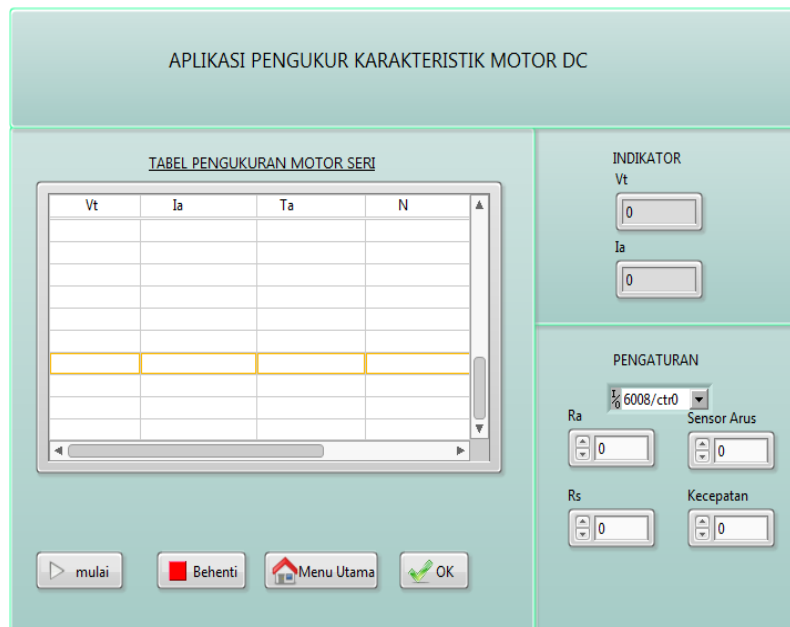 APLIKASI PENGUKUR KARAKTERISTIK MOTOR DC
TABEL PENGUKURAN MOTOR SERI
Vt Ia Ta N
INDIKATOR
Vt
0
Ia
0
PENGATURAN
I/0 6008/ctr0
Ra Sensor Arus
0 0
Rs Kecepatan
0 0
mulai Behenti Menu Utama OK